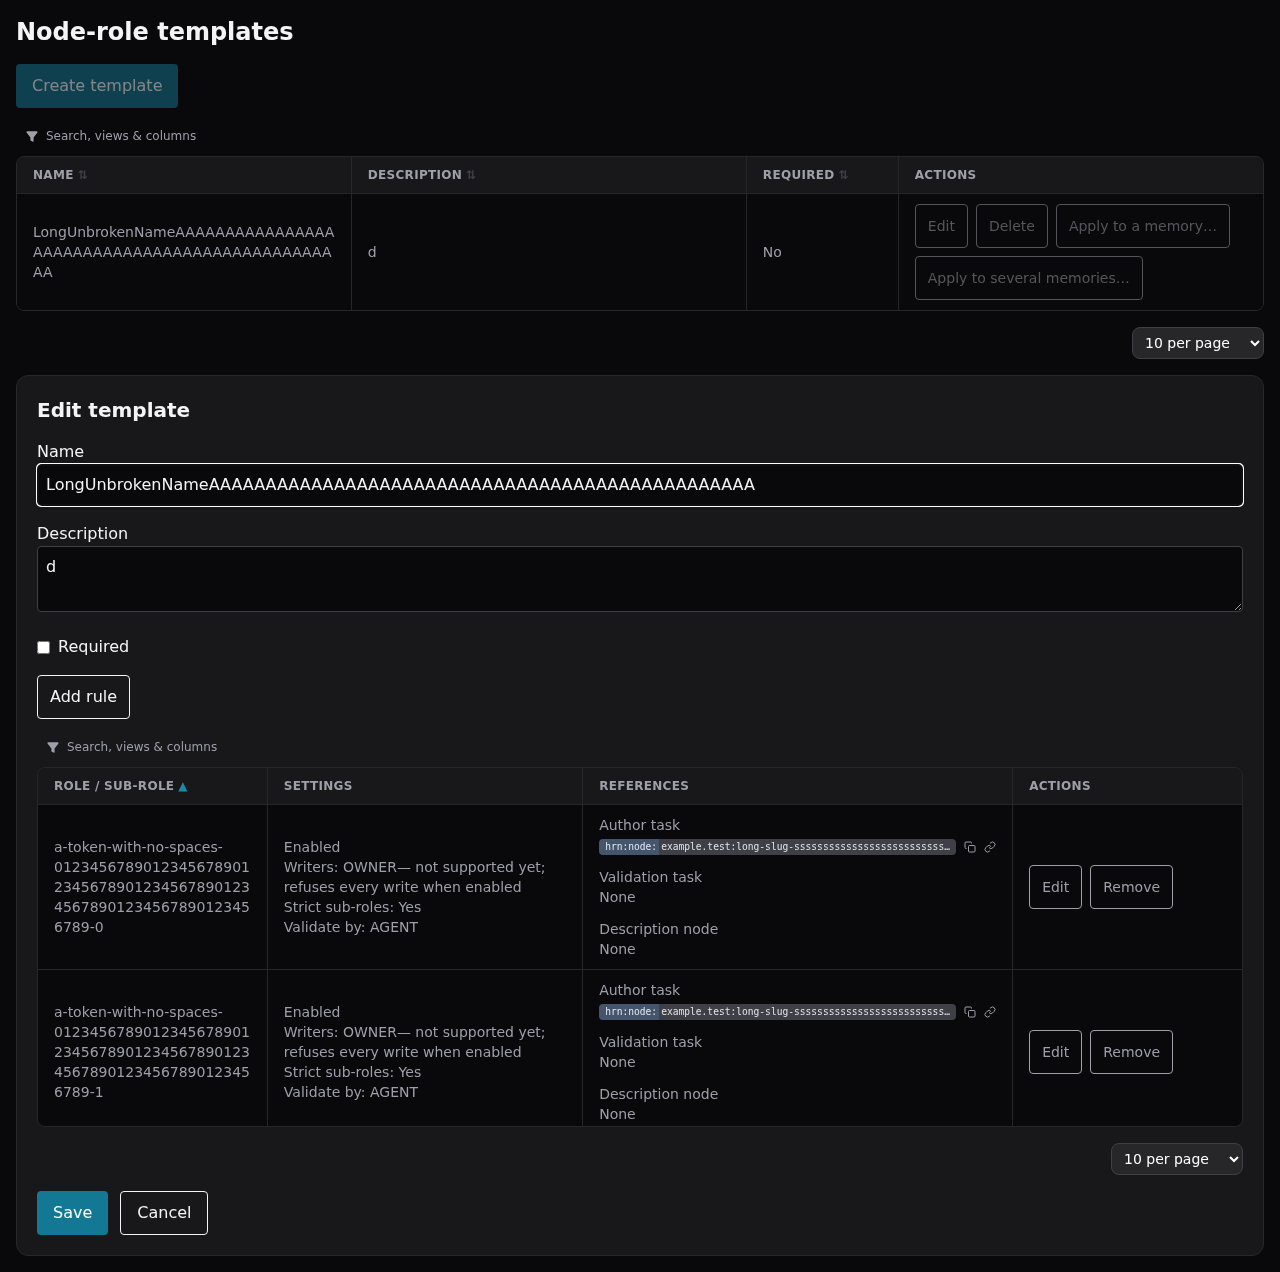 Node-role templates
Create template
Search, views & columns
NAME ⇅ DESCRIPTION ⇅ REQUIRED ⇅ ACTIONS
LongUnbrokenNameAAAAAAAAAAAAAAAA
AAAAAAAAAAAAAAAAAAAAAAAAAAAAAA
AA
d
No
Edit Delete Apply to a memory…
Apply to several memories…
10 per page
Edit template
Name
LongUnbrokenNameAAAAAAAAAAAAAAAAAAAAAAAAAAAAAAAAAAAAAAAAAAAAAAAA
Description
d
Required
Add rule
Search, views & columns
ROLE / SUB-ROLE ▲ SETTINGS REFERENCES ACTIONS
a-token-with-no-spaces-
0123456789012345678901
2345678901234567890123
4567890123456789012345
6789-0
Enabled
Writers: OWNER— not supported yet;
refuses every write when enabled
Strict sub-roles: Yes
Validate by: AGENT
Author task
hrn:node: example.test:long-slug-ssssssssssssssssssssssssss…
Validation task
None
Description node
None
Edit Remove
a-token-with-no-spaces-
0123456789012345678901
2345678901234567890123
4567890123456789012345
6789-1
Enabled
Writers: OWNER— not supported yet;
refuses every write when enabled
Strict sub-roles: Yes
Validate by: AGENT
Author task
hrn:node: example.test:long-slug-ssssssssssssssssssssssssss…
Validation task
None
Description node
None
Edit Remove
10 per page
Save Cancel